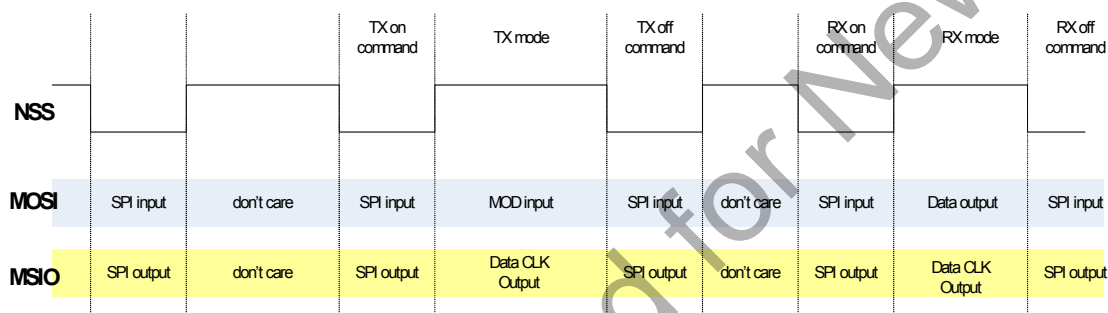 TX on
command
TX mode
TX off
command
RX on
command
RX mode
RX off
command
NSS
MOSI SPI input don't care SPI input MOD input SPI input don't care SPI input Data output SPI input
MSIO SPI output don't care SPI output Data CLK
Output SPI output don't care SPI output Data CLK
Output SPI output
for New